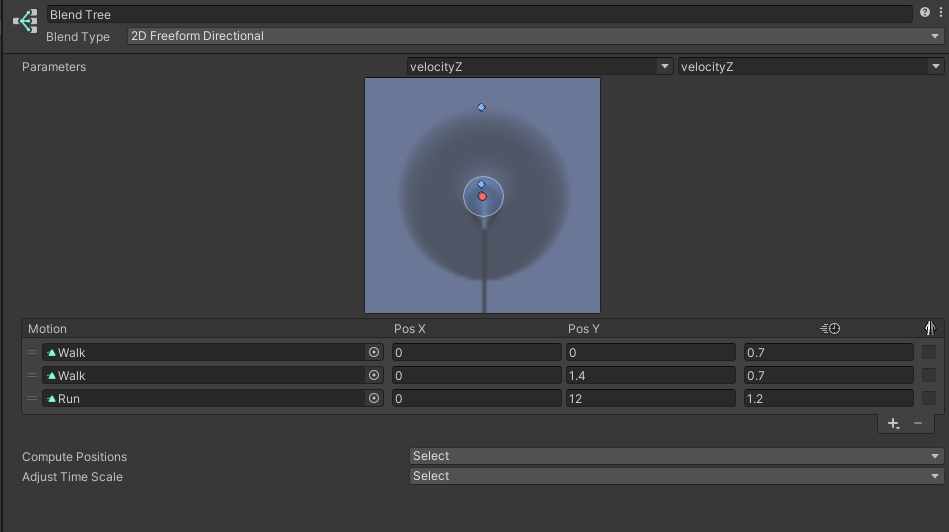 Blend Tree
Blend Type 2D Freeform Directional
Parameters velocityZ velocityZ
Motion Pos X Pos Y
Walk 0 0 0.7
Walk 0 1.4 0.7
Run 0 12 1.2
+ −
Compute Positions Select
Adjust Time Scale Select